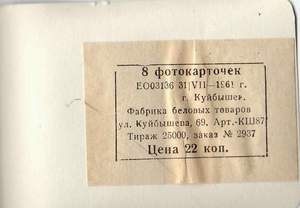 8 фотокарточек
ЕО03136 31/VII—1961 г.
г. Куйбышев.
Фабрика беловых товаров
ул. Куйбышева, 69. Арт.-КШ87
Тираж 25000, заказ № 2937
Цена 22 коп.